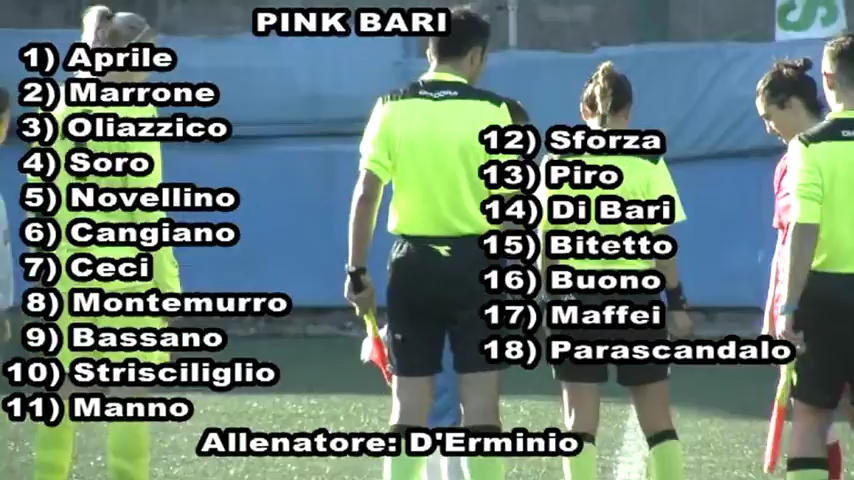 PINK BARI
1) Aprile
2) Marrone
3) Oliazzico
4) Soro
5) Novellino
6) Cangiano
7) Ceci
8) Montemurro
9) Bassano
10) Strisciliglio
11) Manno
12) Sforza
13) Piro
14) Di Bari
15) Bitetto
16) Buono
17) Maffei
18) Parascandalo
Allenatore: D'Erminio